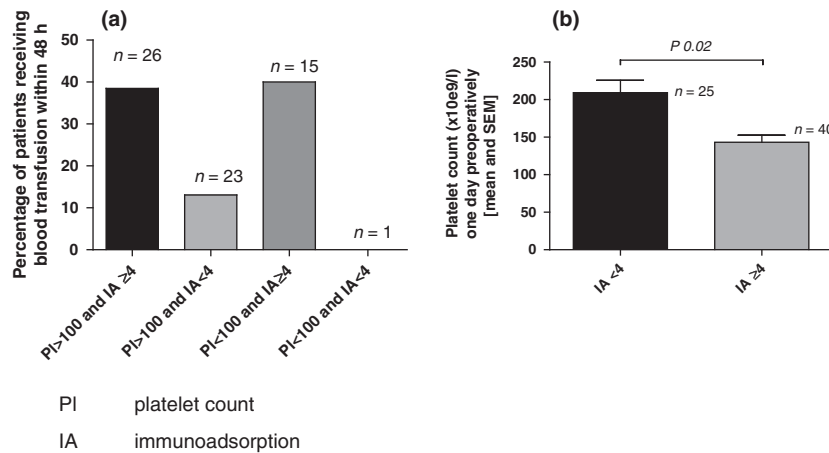 (a)
Percentage of patients receiving
blood transfusion within 48 h
50
40
30
20
10
0
n = 26
n = 23
n = 15
n = 1
Pl>100 and IA ≥4
Pl>100 and IA<4
Pl<100 and IA≥4
Pl<100 and IA<4
Pl platelet count
IA immunoadsorption
(b)
Platelet count (x10e9/l)
one day preoperatively
[mean and SEM]
250
200
150
100
50
0
P 0.02
n = 25
n = 40
IA <4
IA ≥4